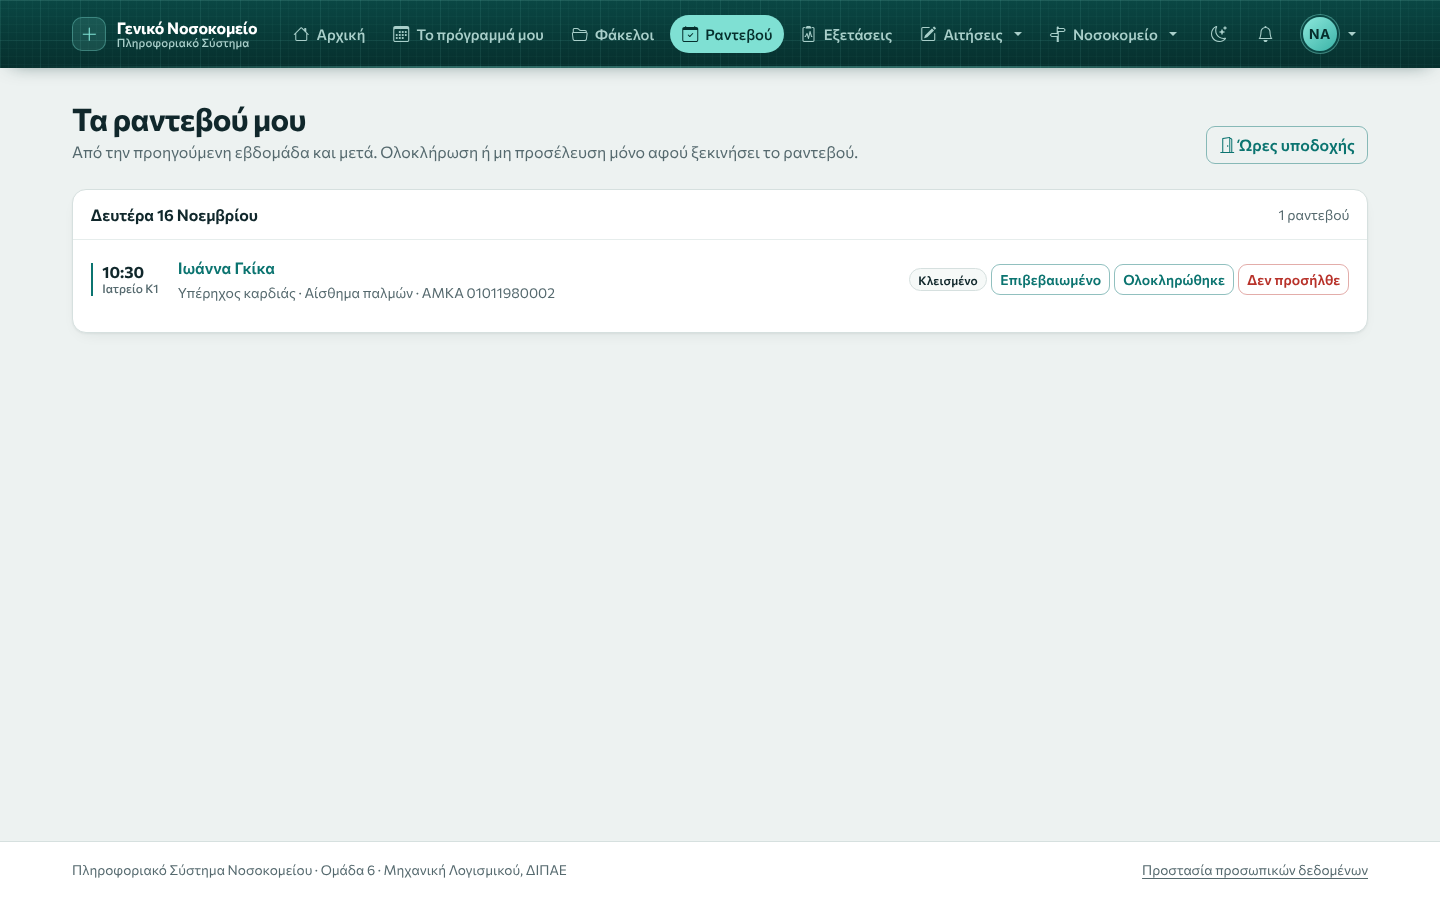 Γενικό Νοσοκομείο
Πληροφοριακό Σύστημα
Αρχική
Το πρόγραμμά μου
Φάκελοι
Ραντεβού
Εξετάσεις
Αιτήσεις
Νοσοκομείο
NA
Τα ραντεβού μου
Από την προηγούμενη εβδομάδα και μετά. Ολοκλήρωση ή μη προσέλευση μόνο αφού ξεκινήσει το ραντεβού.
Ώρες υποδοχής
Δευτέρα 16 Νοεμβρίου
1 ραντεβού
10:30
Ιατρείο Κ1
Ιωάννα Γκίκα
Υπέρηχος καρδιάς · Αίσθημα παλμών · ΑΜΚΑ 01011980002
Κλεισμένο
Επιβεβαιωμένο
Ολοκληρώθηκε
Δεν προσήλθε
Πληροφοριακό Σύστημα Νοσοκομείου · Ομάδα 6 · Μηχανική Λογισμικού, ΔΙΠΑΕ
Προστασία προσωπικών δεδομένων